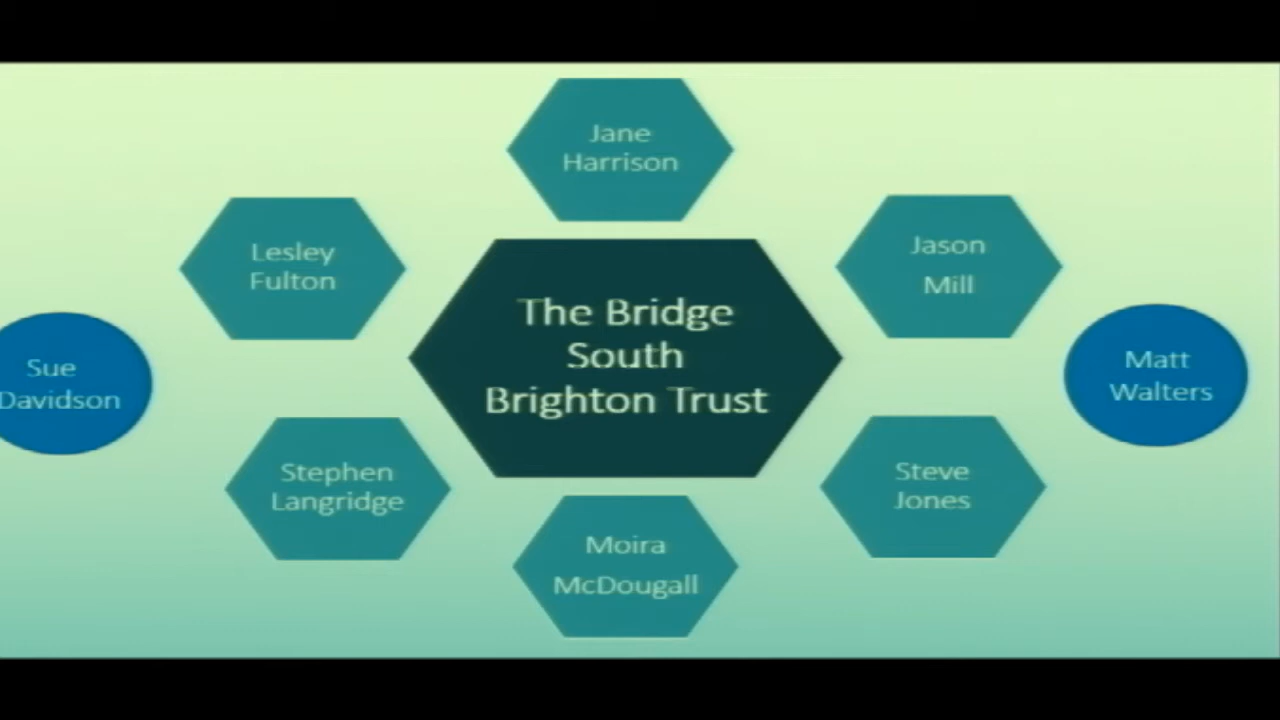 Jane
Harrison
Lesley
Fulton
Jason
Mill
The Bridge
South
Brighton Trust
Sue
Davidson
Matt
Walters
Stephen
Langridge
Steve
Jones
Moira
McDougall